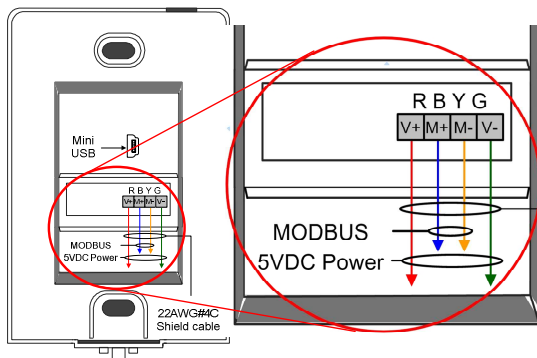 Mini
USB
R B Y G
V+ M+ M- V-
MODBUS
5VDC Power
22AWG#4C
Shield cable
R B Y G
V+ M+ M- V-
MODBUS
5VDC Power